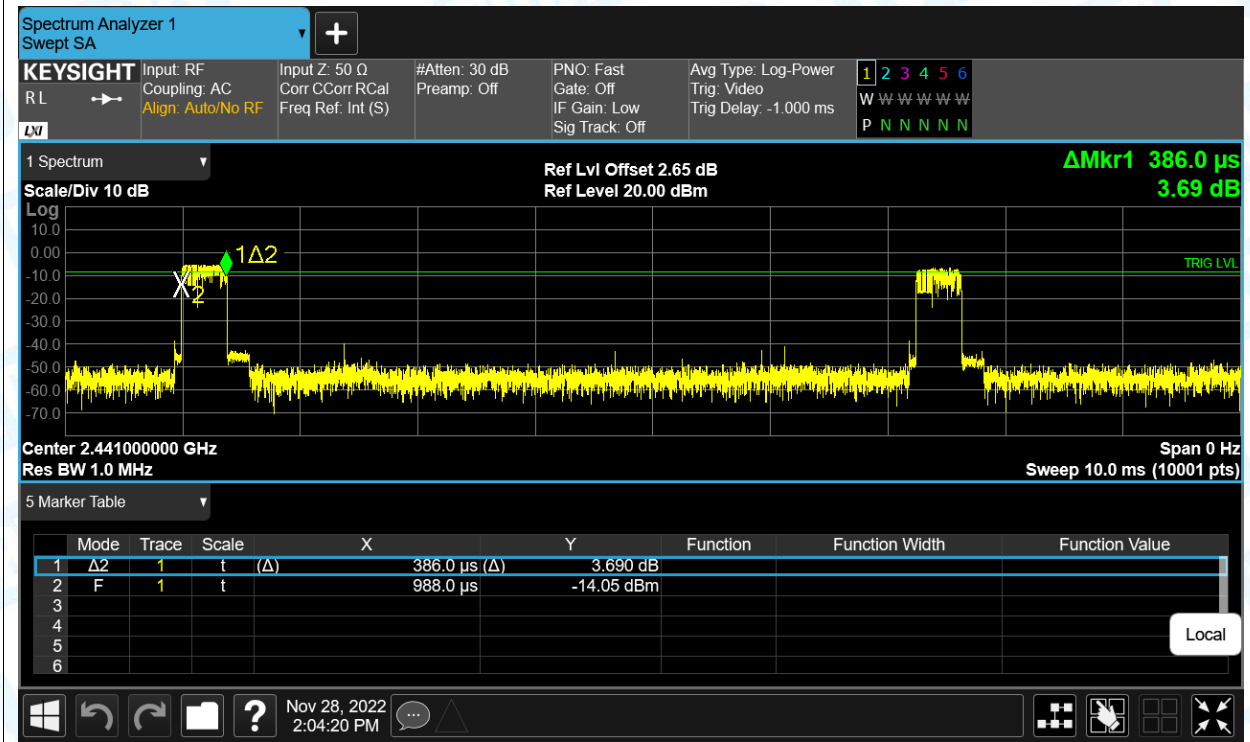 Spectrum Analyzer 1
Swept SA
KEYSIGHT
R L
LXI
Input: RF
Coupling: AC
Align: Auto/No RF
Input Z: 50 Ω
Corr CCorr RCal
Freq Ref: Int (S)
#Atten: 30 dB
Preamp: Off
PNO: Fast
Gate: Off
IF Gain: Low
Sig Track: Off
Avg Type: Log-Power
Trig: Video
Trig Delay: -1.000 ms
1 2 3 4 5 6
W W W W W W
P N N N N N
1 Spectrum
Scale/Div 10 dB
Ref Lvl Offset 2.65 dB
Ref Level 20.00 dBm
ΔMkr1 386.0 µs
3.69 dB
Log
10.0
0.00
-10.0
-20.0
-30.0
-40.0
-50.0
-60.0
-70.0
1Δ2
X2
TRIG LVL
Center 2.441000000 GHz
Res BW 1.0 MHz
Span 0 Hz
Sweep 10.0 ms (10001 pts)
5 Marker Table
Mode Trace Scale X Y Function Function Width Function Value
1 Δ2 1 t (Δ) 386.0 µs (Δ) 3.690 dB
2 F 1 t 988.0 µs -14.05 dBm
3
4
5
6
Local
?
Nov 28, 2022
2:04:20 PM